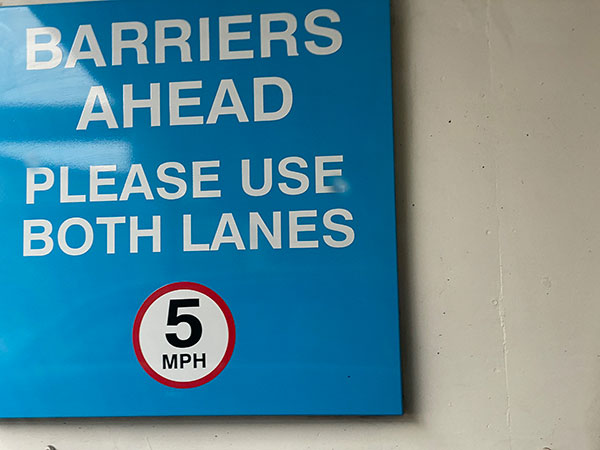 BARRIERS
AHEAD
PLEASE USE
BOTH LANES
5
MPH